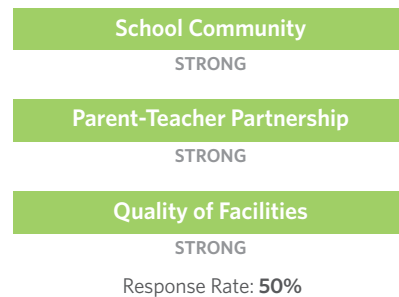 School Community
STRONG
Parent-Teacher Partnership
STRONG
Quality of Facilities
STRONG
Response Rate: 50%